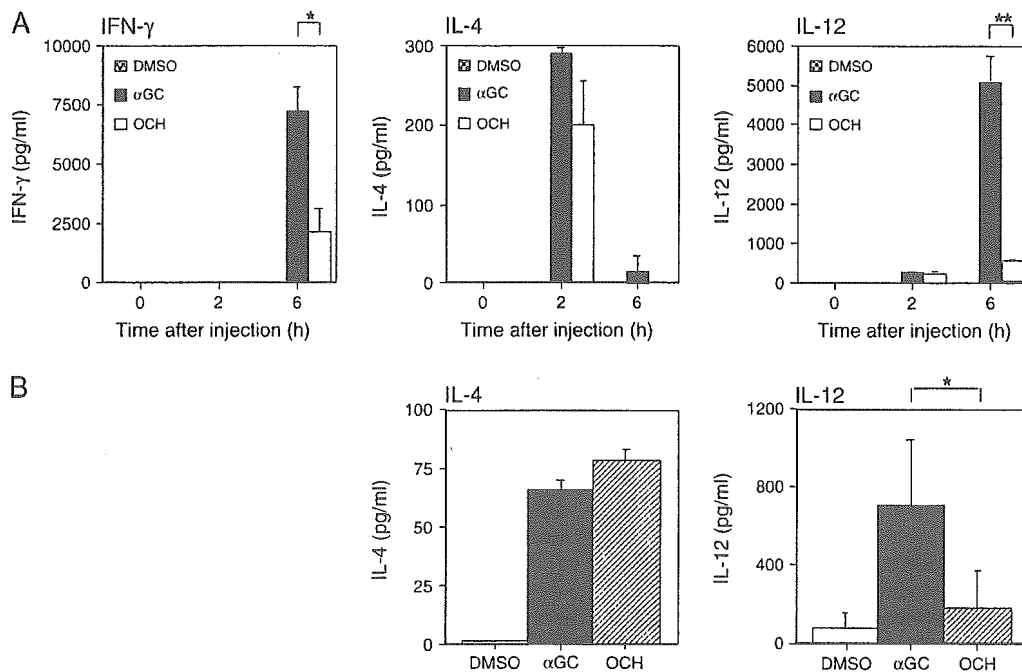 A
IFN-γ
*
IFN-γ (pg/ml)
10000
7500
5000
2500
0
DMSO
αGC
OCH
0 2 6
Time after injection (h)
IL-4
IL-4 (pg/ml)
300
200
100
0
DMSO
αGC
OCH
0 2 6
Time after injection (h)
IL-12
**
IL-12 (pg/ml)
6000
5000
4000
3000
2000
1000
0
DMSO
αGC
OCH
0 2 6
Time after injection (h)
B
IL-4
IL-4 (pg/ml)
100
75
50
25
0
DMSO αGC OCH
IL-12
*
IL-12 (pg/ml)
1200
800
400
0
DMSO αGC OCH